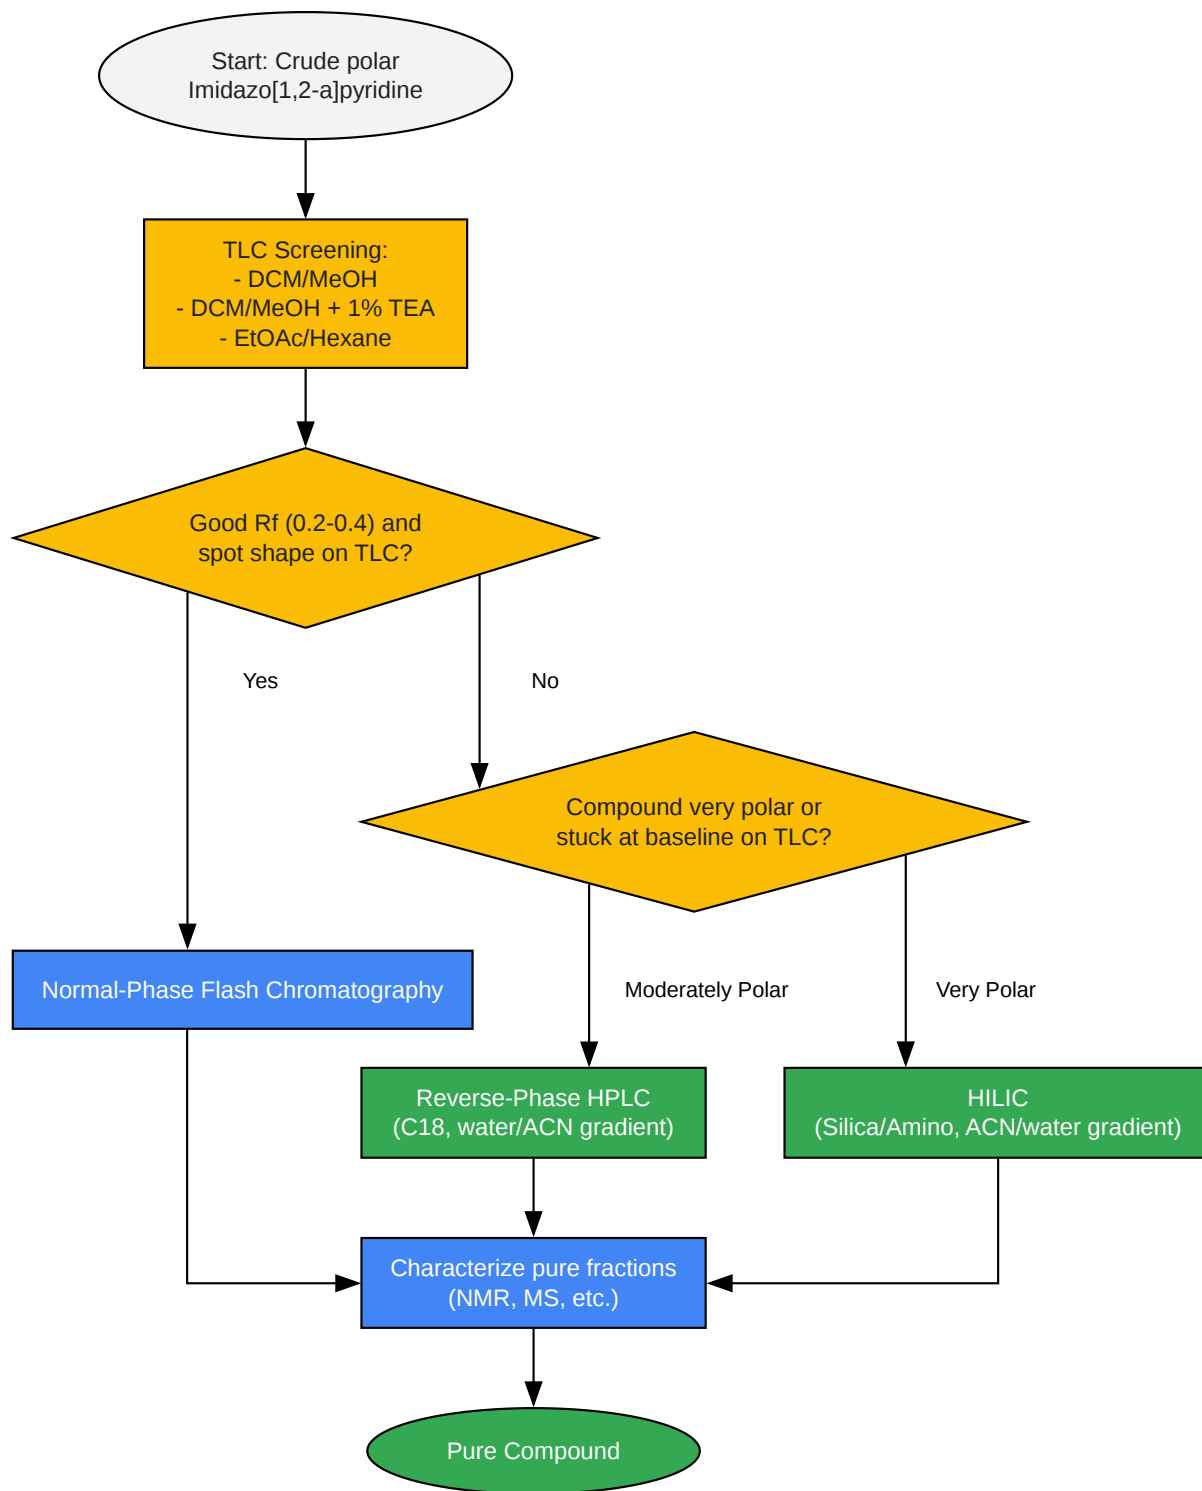 Start: Crude polar
Imidazo[1,2-a]pyridine
TLC Screening:
- DCM/MeOH
- DCM/MeOH + 1% TEA
- EtOAc/Hexane
Good Rf (0.2-0.4) and
spot shape on TLC?
Yes
No
Compound very polar or
stuck at baseline on TLC?
Normal-Phase Flash Chromatography
Moderately Polar
Very Polar
Reverse-Phase HPLC
(C18, water/ACN gradient)
HILIC
(Silica/Amino, ACN/water gradient)
Characterize pure fractions
(NMR, MS, etc.)
Pure Compound